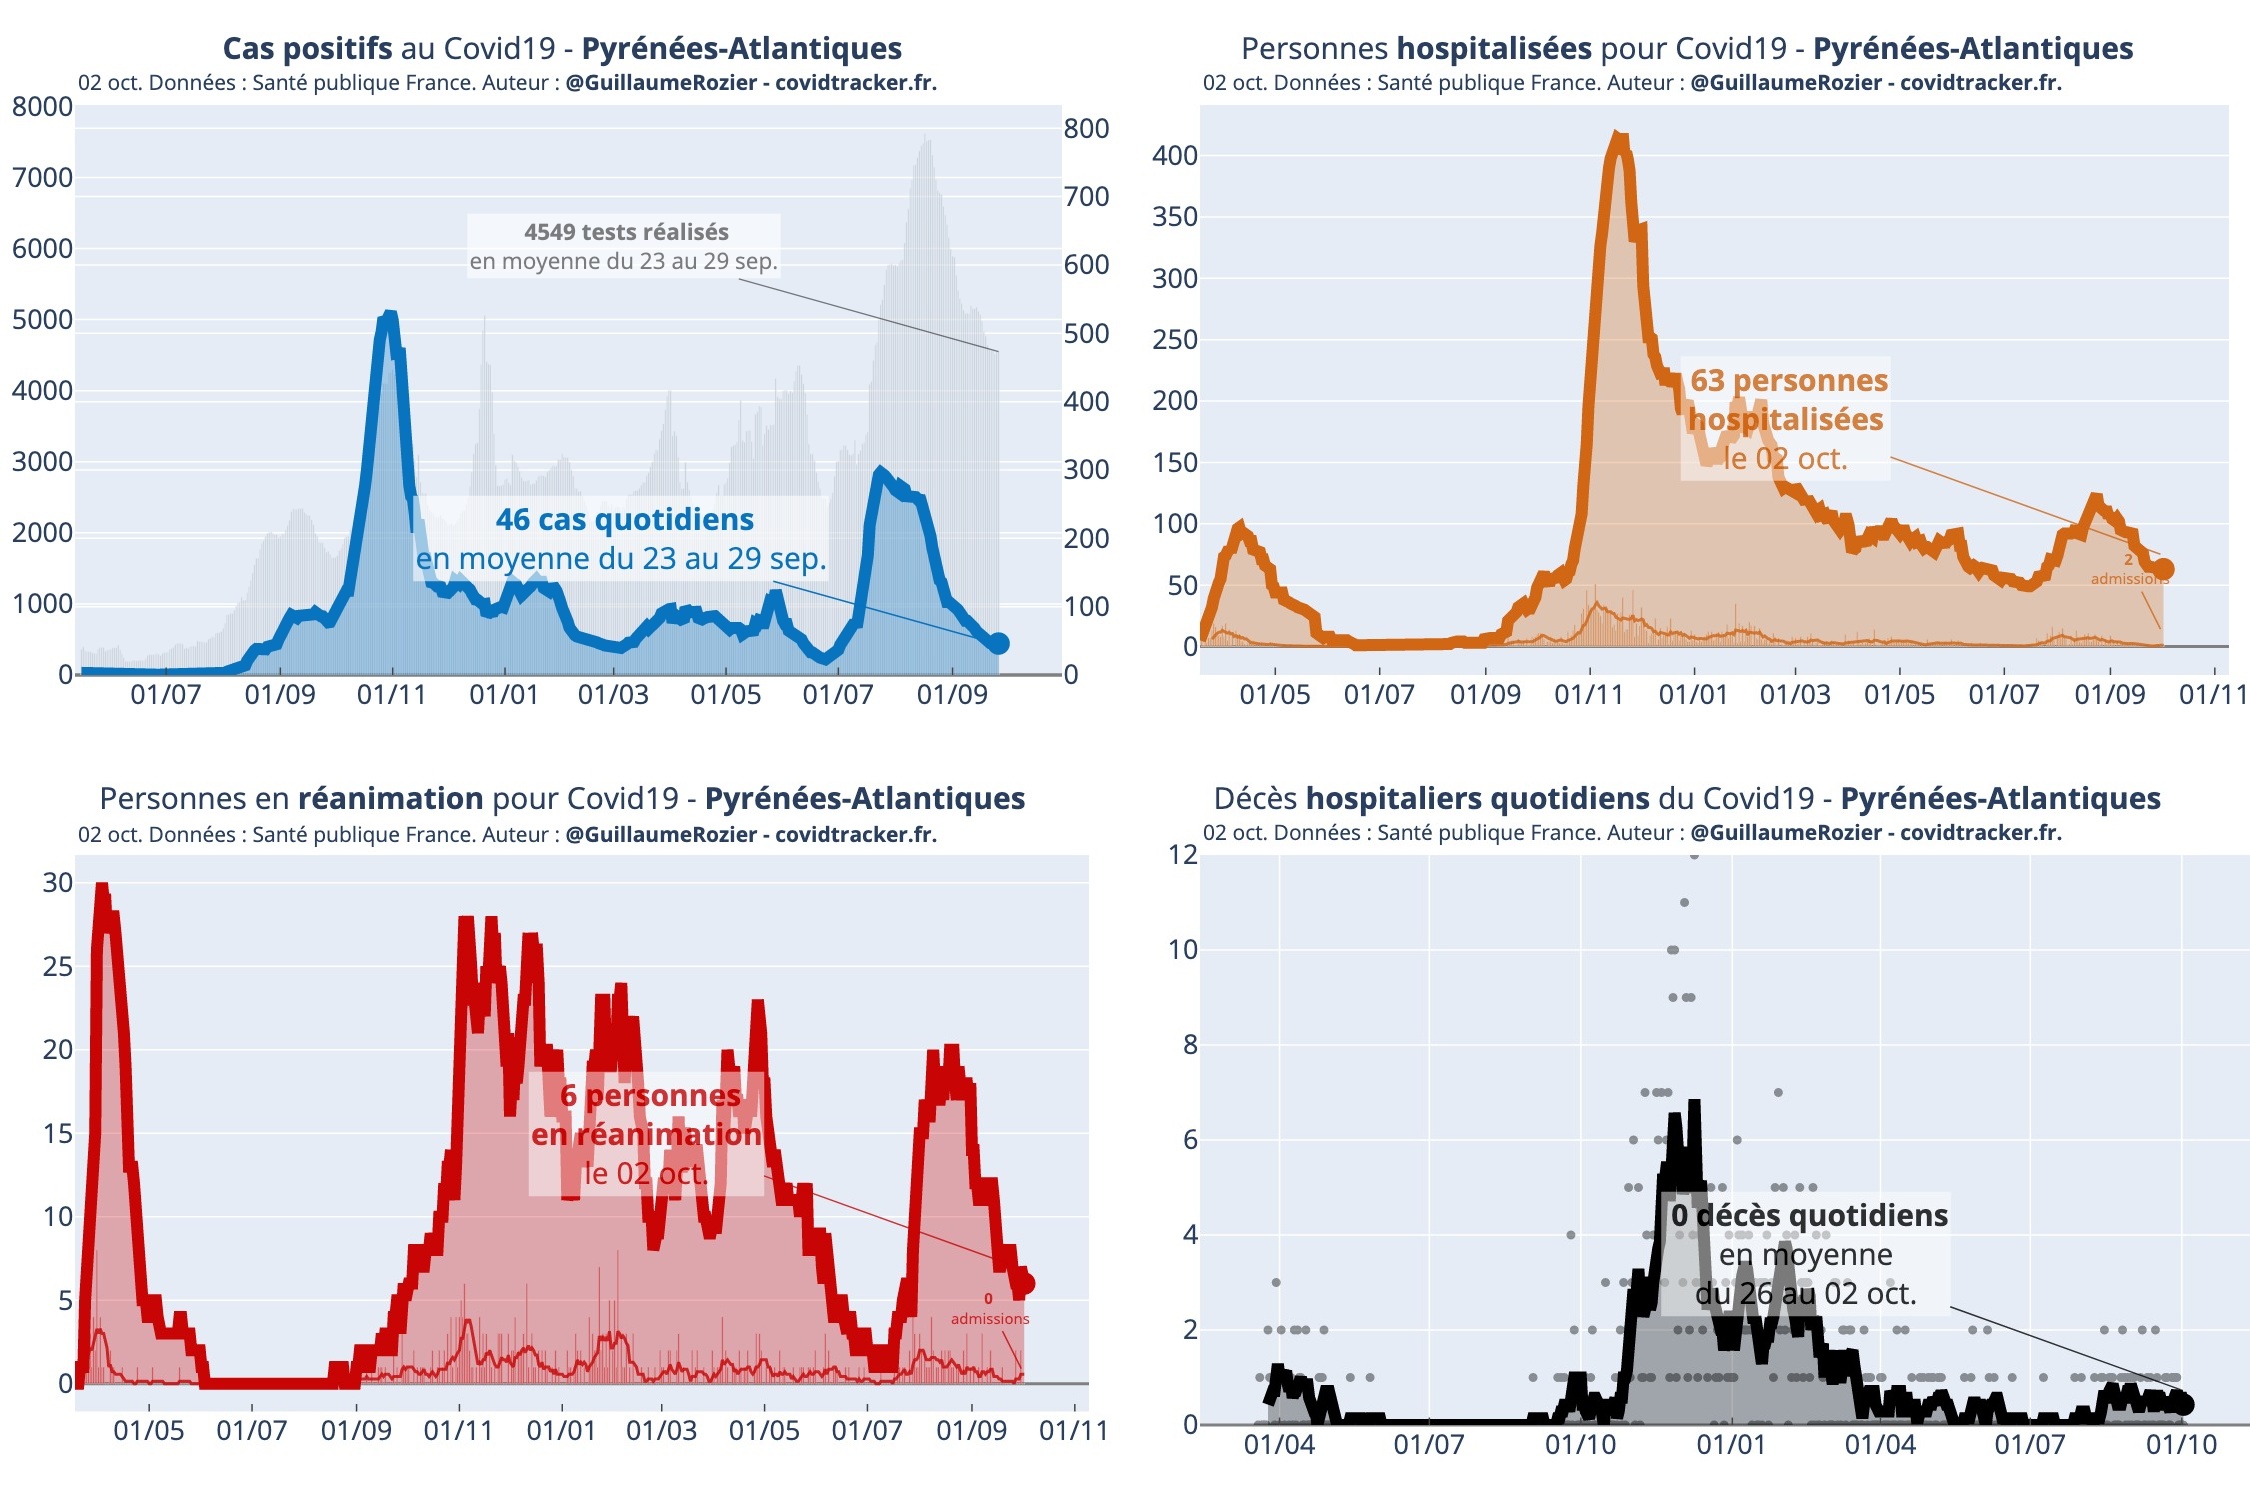 Cas positifs au Covid19 - Pyrénées-Atlantiques
02 oct. Données : Santé publique France. Auteur : @GuillaumeRozier - covidtracker.fr.
8000
7000
6000
5000
4000
3000
2000
1000
0
800
700
600
500
400
300
200
100
0
4549 tests réalisés
en moyenne du 23 au 29 sep.
46 cas quotidiens
en moyenne du 23 au 29 sep.
01/07 01/09 01/11 01/01 01/03 01/05 01/07 01/09
Personnes hospitalisées pour Covid19 - Pyrénées-Atlantiques
02 oct. Données : Santé publique France. Auteur : @GuillaumeRozier - covidtracker.fr.
400
350
300
250
200
150
100
50
0
63 personnes
hospitalisées
le 02 oct.
2
admissions
01/05 01/07 01/09 01/11 01/01 01/03 01/05 01/07 01/09 01/11
Personnes en réanimation pour Covid19 - Pyrénées-Atlantiques
02 oct. Données : Santé publique France. Auteur : @GuillaumeRozier - covidtracker.fr.
30
25
20
15
10
5
0
6 personnes
en réanimation
le 02 oct.
0
admissions
01/05 01/07 01/09 01/11 01/01 01/03 01/05 01/07 01/09 01/11
Décès hospitaliers quotidiens du Covid19 - Pyrénées-Atlantiques
02 oct. Données : Santé publique France. Auteur : @GuillaumeRozier - covidtracker.fr.
12
10
8
6
4
2
0
0 décès quotidiens
en moyenne
du 26 au 02 oct.
01/04 01/07 01/10 01/01 01/04 01/07 01/10